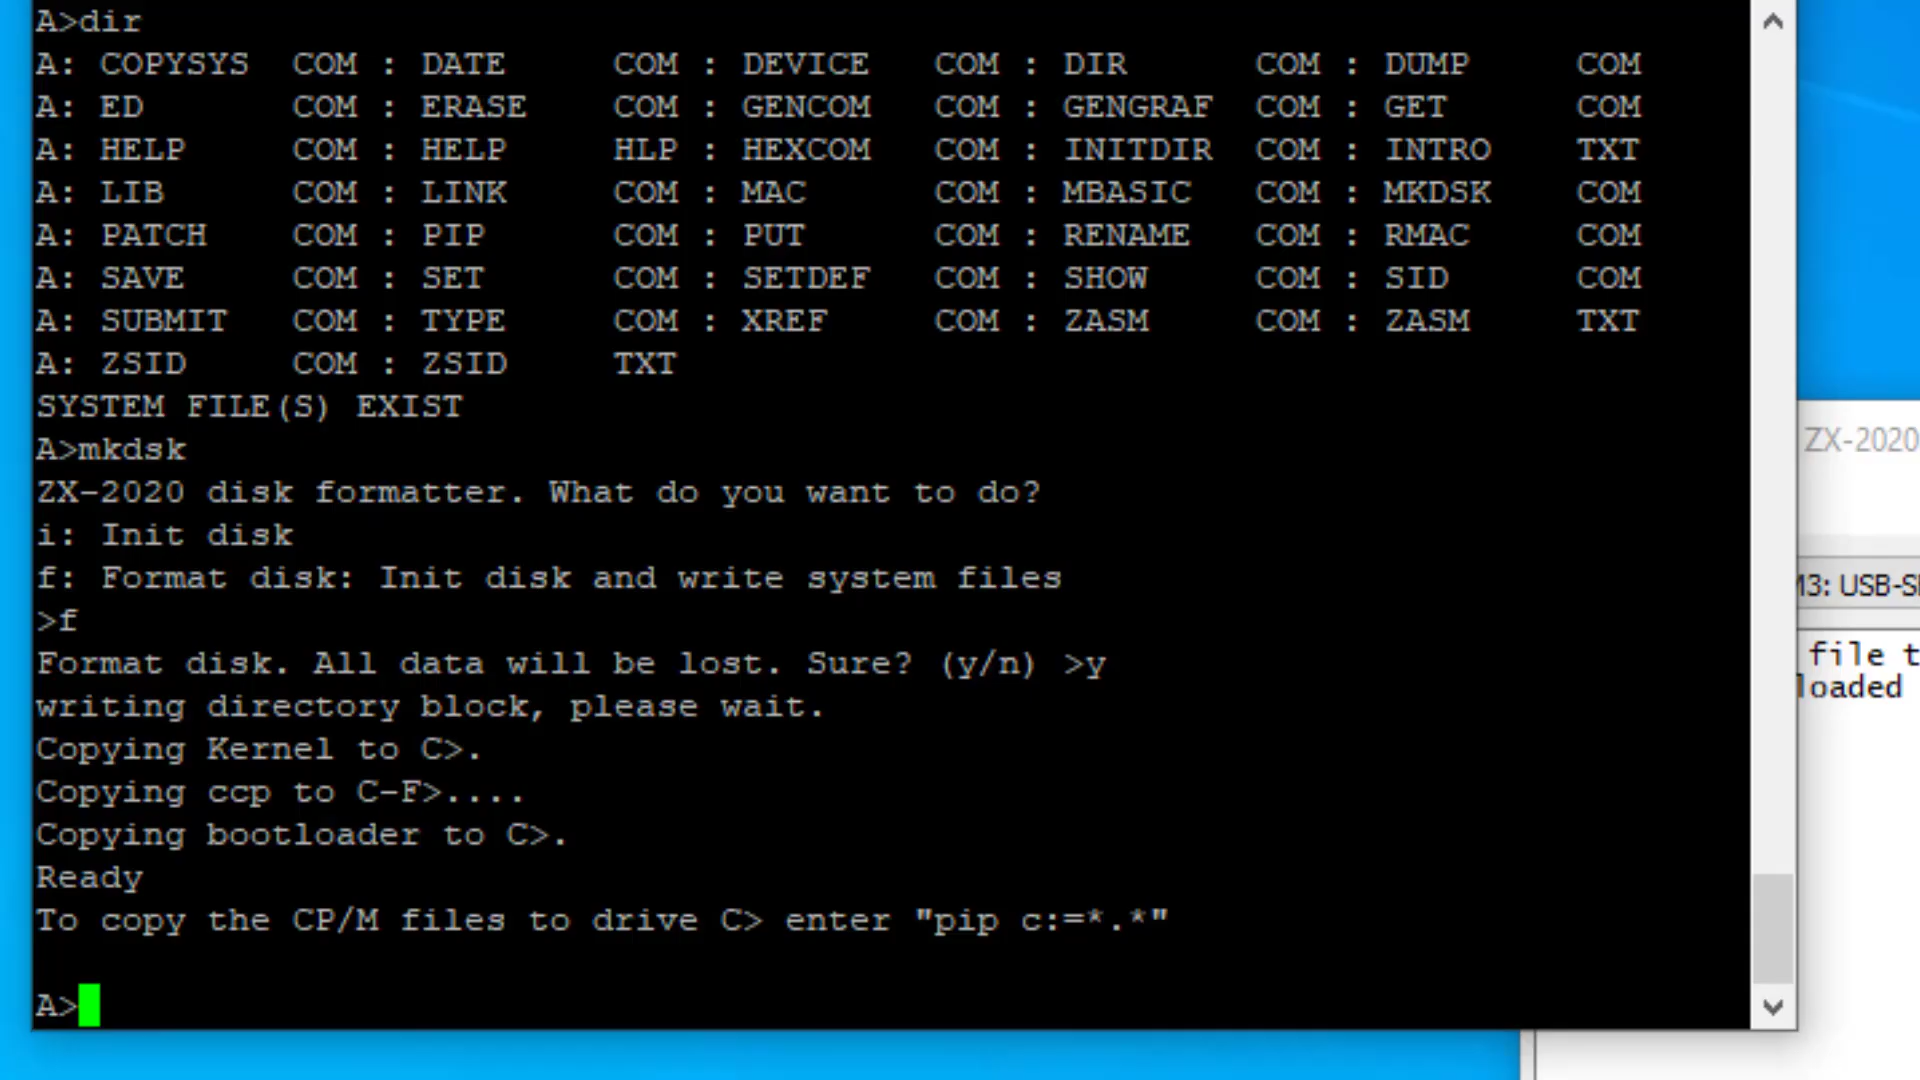 A>dir
A: COPYSYS  COM : DATE     COM : DEVICE   COM : DIR      COM : DUMP     COM
A: ED       COM : ERASE    COM : GENCOM   COM : GENGRAF  COM : GET      COM
A: HELP     COM : HELP     HLP : HEXCOM   COM : INITDIR  COM : INTRO    TXT
A: LIB      COM : LINK     COM : MAC      COM : MBASIC   COM : MKDSK    COM
A: PATCH    COM : PIP      COM : PUT      COM : RENAME   COM : RMAC     COM
A: SAVE     COM : SET      COM : SETDEF   COM : SHOW     COM : SID      COM
A: SUBMIT   COM : TYPE     COM : XREF     COM : ZASM     COM : ZASM     TXT
A: ZSID     COM : ZSID     TXT
SYSTEM FILE(S) EXIST
A>mkdsk
ZX-2020 disk formatter. What do you want to do?
i: Init disk
f: Format disk: Init disk and write system files
>f
Format disk. All data will be lost. Sure? (y/n) >y
writing directory block, please wait.
Copying Kernel to C>.
Copying ccp to C-F>....
Copying bootloader to C>.
Ready
To copy the CP/M files to drive C> enter "pip c:=*.*"
A>
ZX-2020
M3: USB-SE
file t
loaded